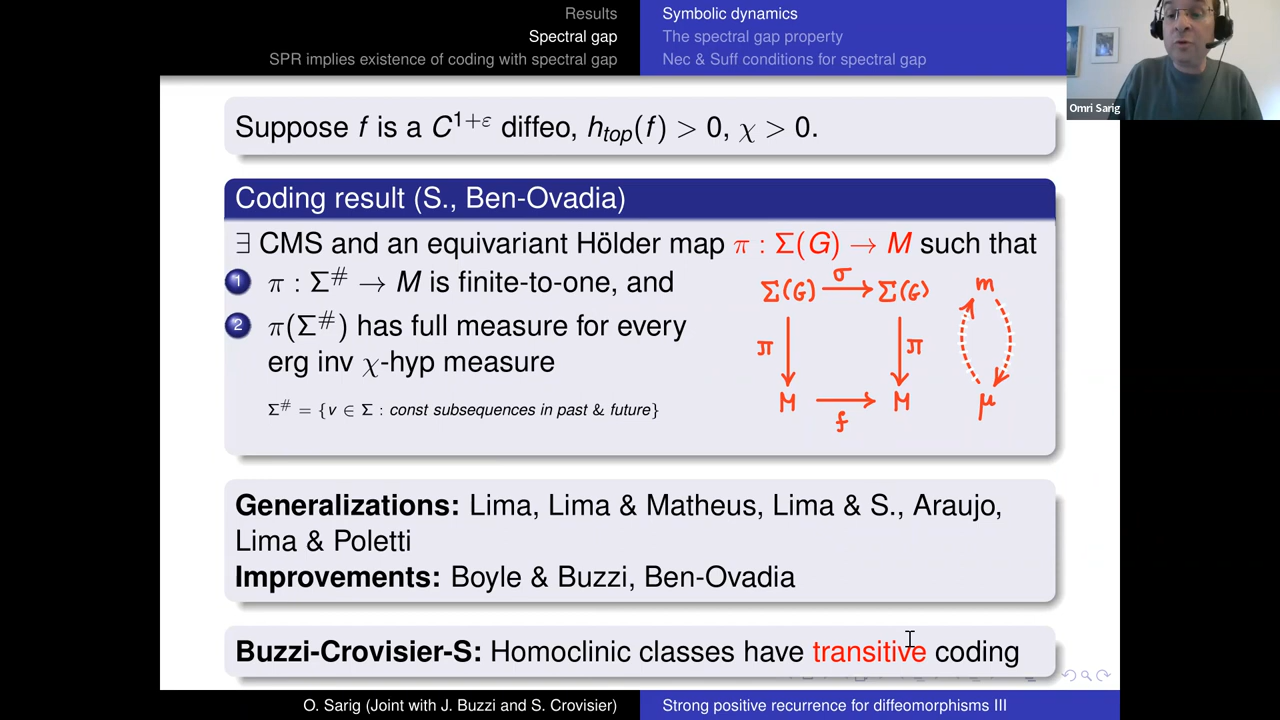 Results
Spectral gap
SPR implies existence of coding with spectral gap
Symbolic dynamics
The spectral gap property
Nec & Suff conditions for spectral gap
Omri Sarig
Suppose f is a C^{1+ε} diffeo, h_{top}(f) > 0, χ > 0.
Coding result (S., Ben-Ovadia)
∃ CMS and an equivariant Hölder map π : Σ(G) → M such that
1 π : Σ^# → M is finite-to-one, and
2 π(Σ^#) has full measure for every
erg inv χ-hyp measure
Σ^# = {v ∈ Σ : const subsequences in past & future}
σ
Σ(G) → Σ(G) m
π π
M → M μ
f
Generalizations: Lima, Lima & Matheus, Lima & S., Araujo,
Lima & Poletti
Improvements: Boyle & Buzzi, Ben-Ovadia
Buzzi-Crovisier-S: Homoclinic classes have transitive coding
O. Sarig (Joint with J. Buzzi and S. Crovisier)
Strong positive recurrence for diffeomorphisms III